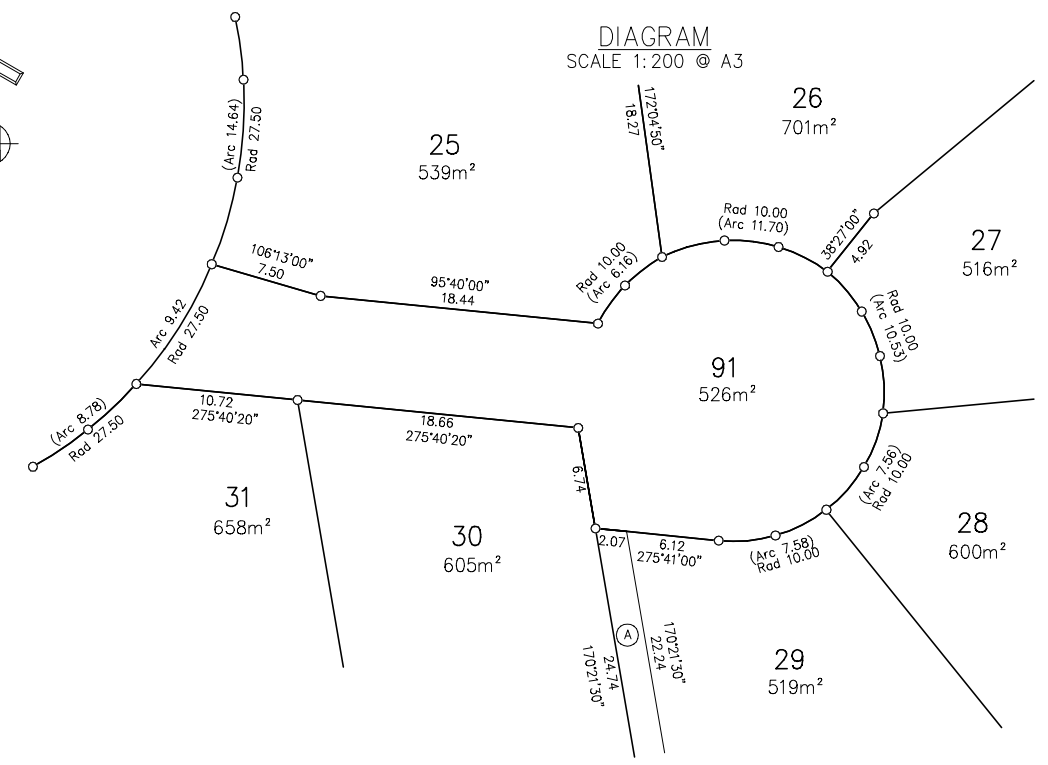 DIAGRAM
SCALE 1:200 @ A3
26
701m²
172°04'50"
18.27
25
539m²
(Arc 14.64)
Rad 27.50
Rad 10.00
(Arc 11.70)
38°27'00"
4.92
27
516m²
106°13'00"
7.50
95°40'00"
18.44
Rad 10.00
(Arc 6.16)
Arc 9.42
Rad 27.50
Rad 10.00
(Arc 10.53)
91
526m²
10.72
275°40'20"
18.66
275°40'20"
(Arc 8.78)
Rad 27.50
6.74
(Arc 7.56)
Rad 10.00
31
658m²
30
605m²
2.07
6.12
275°41'00"
(Arc 7.58)
Rad 10.00
28
600m²
A
170°21'30"
22.24
24.74
170°21'30"
29
519m²